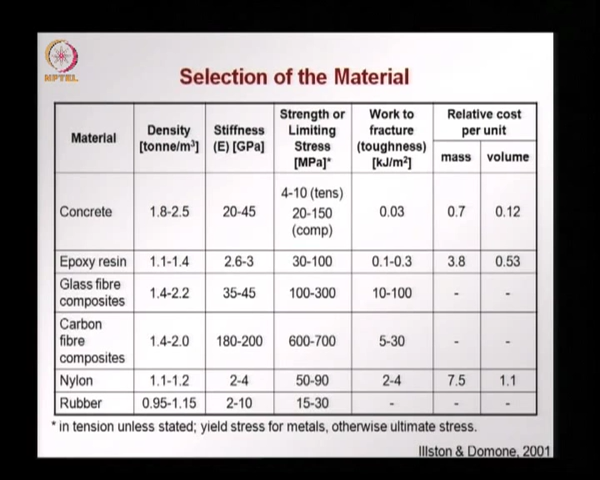 NPTEL
Selection of the Material
Material
Density
[tonne/m³]
Stiffness
(E) [GPa]
Strength or
Limiting
Stress
[MPa]*
Work to
fracture
(toughness)
[kJ/m²]
Relative cost
per unit
mass volume
Concrete 1.8-2.5 20-45 4-10 (tens) 20-150 (comp) 0.03 0.7 0.12
Epoxy resin 1.1-1.4 2.6-3 30-100 0.1-0.3 3.8 0.53
Glass fibre
composites 1.4-2.2 35-45 100-300 10-100 - -
Carbon
fibre
composites 1.4-2.0 180-200 600-700 5-30 - -
Nylon 1.1-1.2 2-4 50-90 2-4 7.5 1.1
Rubber 0.95-1.15 2-10 15-30 - - -
* in tension unless stated; yield stress for metals, otherwise ultimate stress.
Illston & Domone, 2001